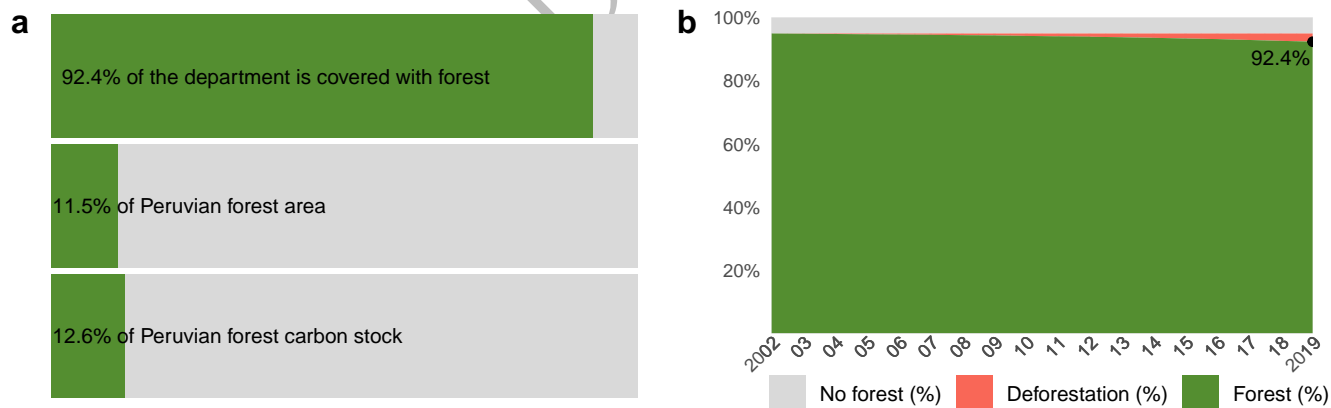 a
92.4% of the department is covered with forest
11.5% of Peruvian forest area
12.6% of Peruvian forest carbon stock
b
100%
80%
60%
40%
20%
92.4%
2002 03 04 05 06 07 08 09 10 11 12 13 14 15 16 17 18 2019
No forest (%) Deforestation (%) Forest (%)